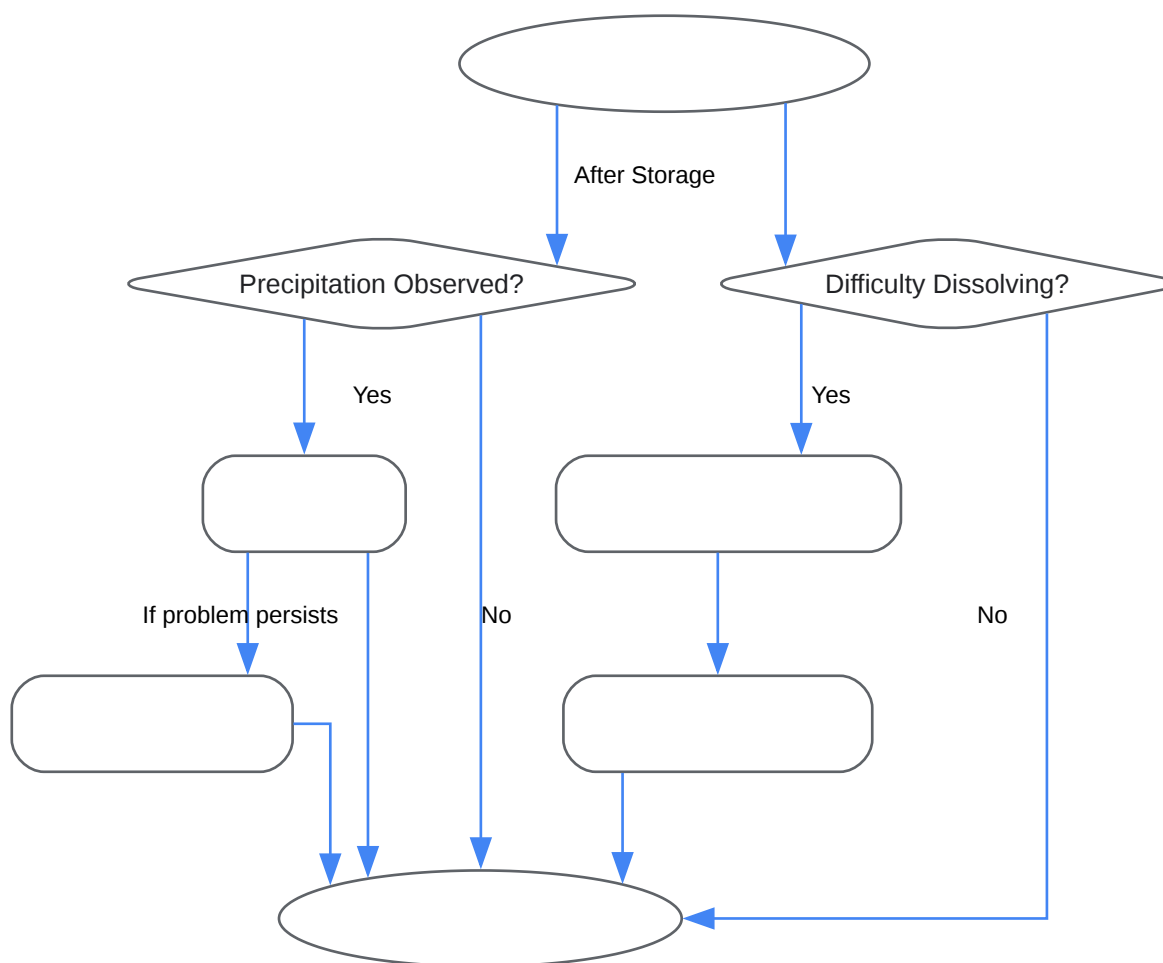 After Storage
Precipitation Observed?
Difficulty Dissolving?
Yes
Yes
If problem persists
No
No